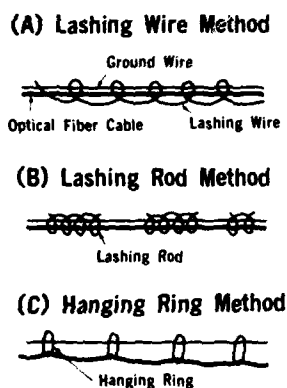 (A) Lashing Wire Method
Ground Wire
Optical Fiber Cable
Lashing Wire
(B) Lashing Rod Method
Lashing Rod
(C) Hanging Ring Method
Hanging Ring